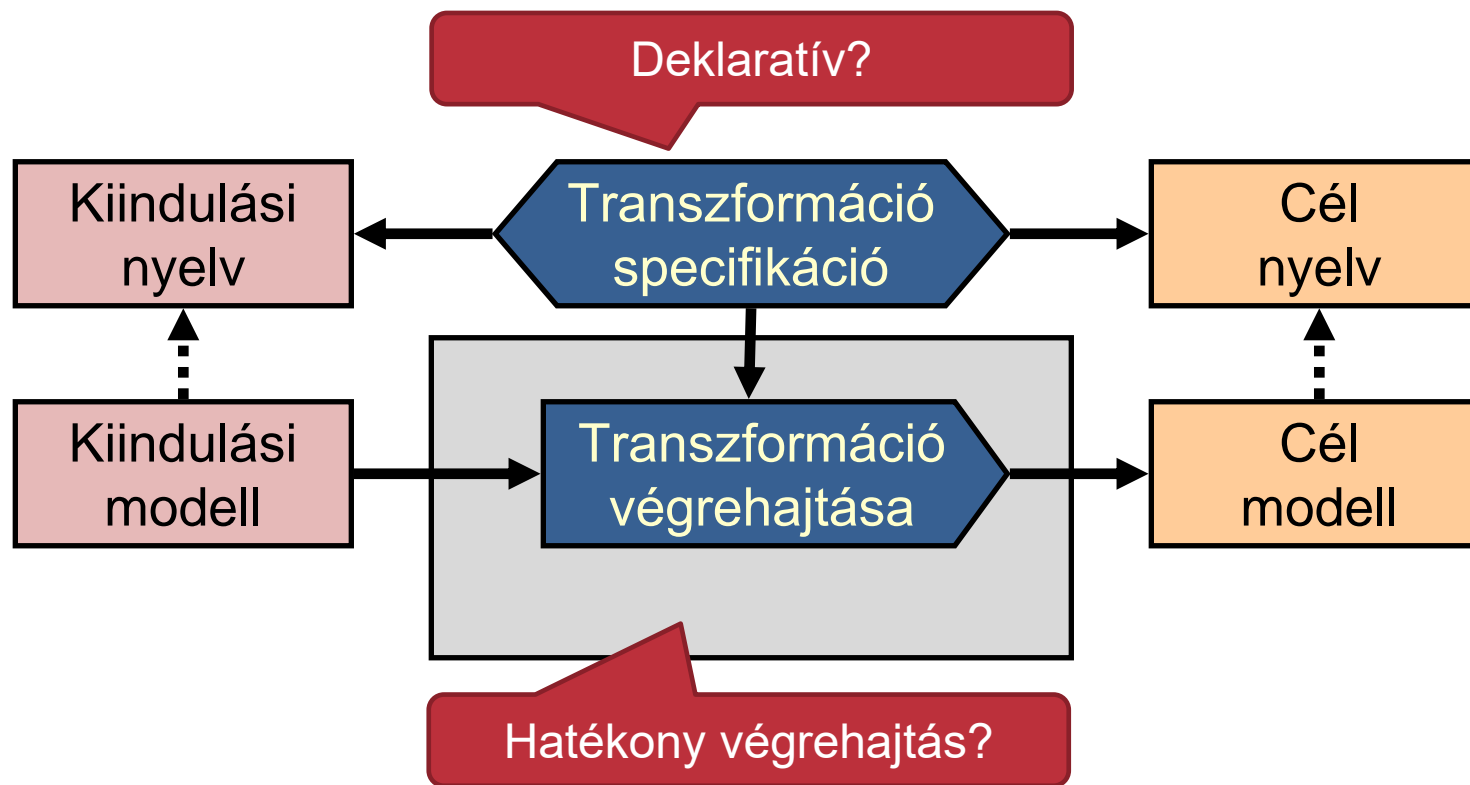 Deklaratív?
Kiindulási
nyelv
Transzformáció
specifikáció
Cél
nyelv
Kiindulási
modell
Transzformáció
végrehajtása
Cél
modell
Hatékony végrehajtás?